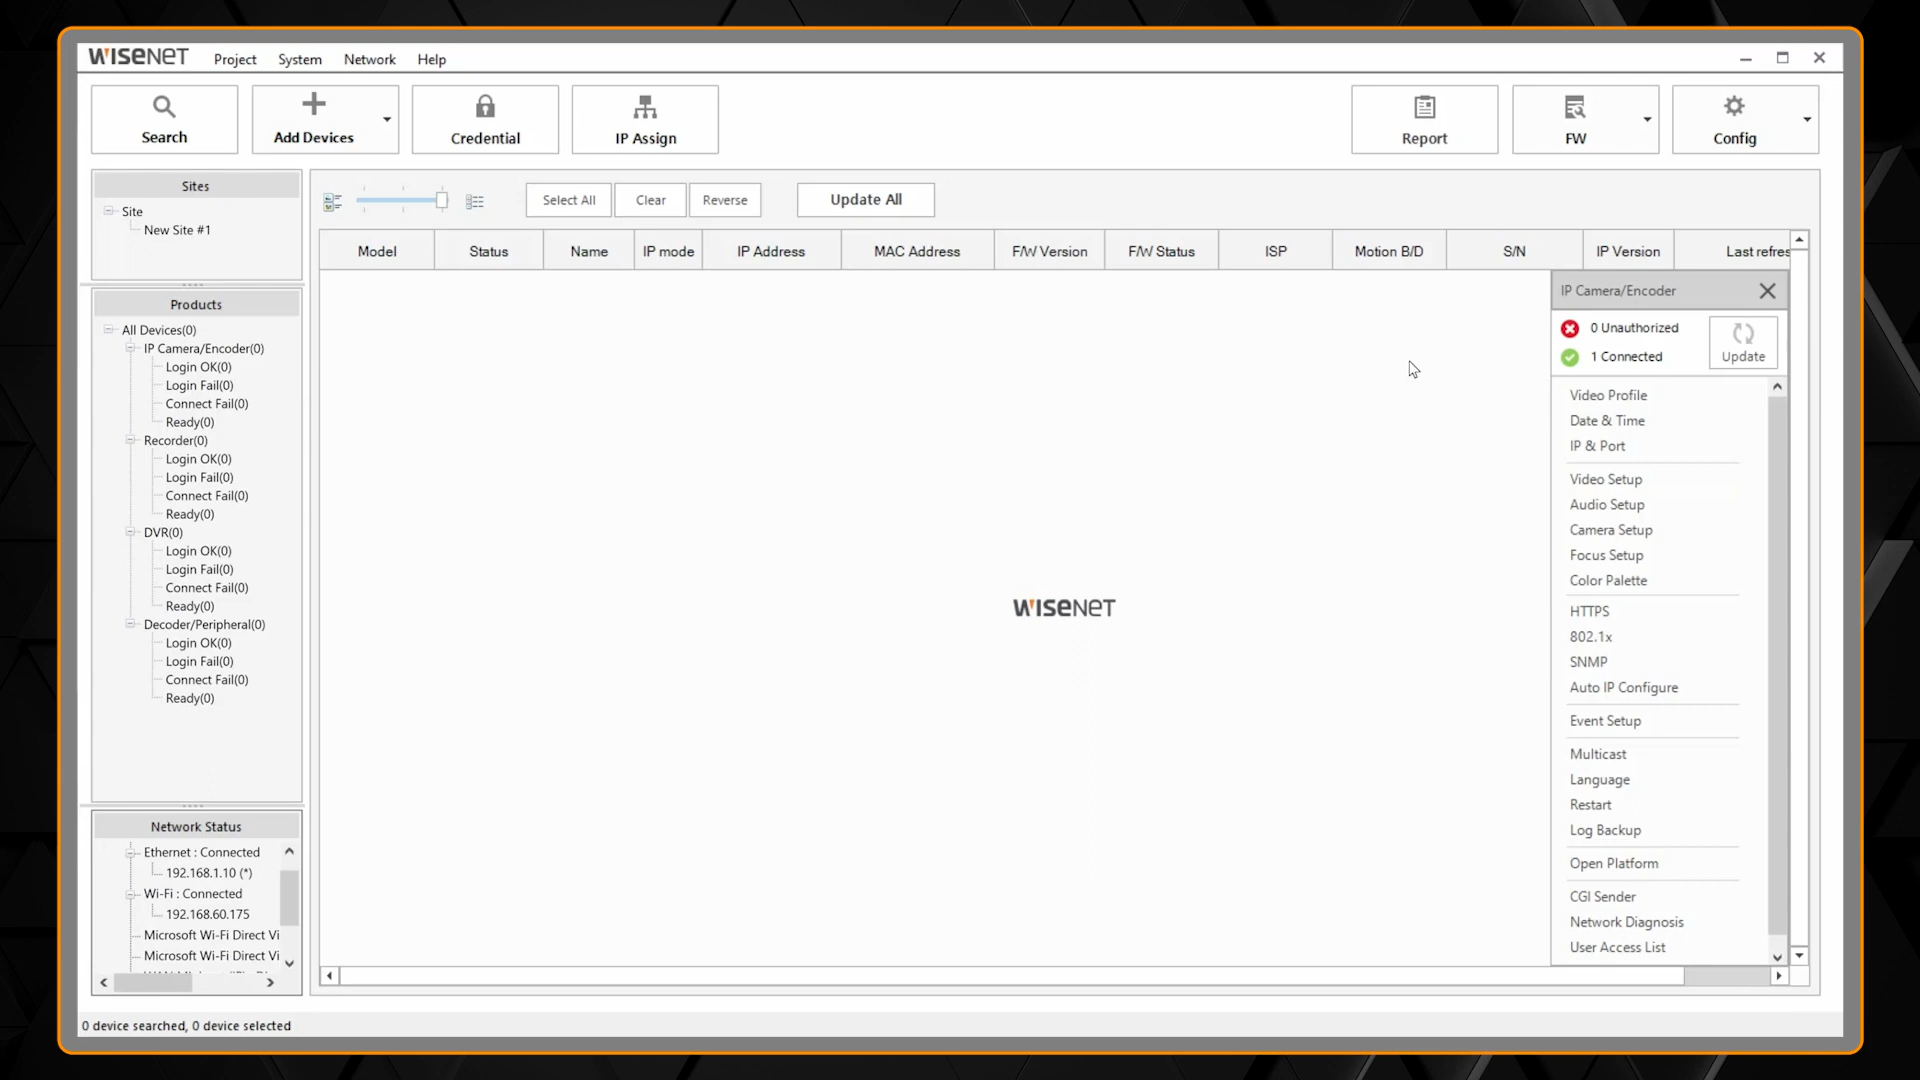 WISENET Project System Network Help
Search
Add Devices
Credential
IP Assign
Report
FW
Config
Sites
Site
New Site #1
Products
All Devices(0)
IP Camera/Encoder(0)
Login OK(0)
Login Fail(0)
Connect Fail(0)
Ready(0)
Recorder(0)
Login OK(0)
Login Fail(0)
Connect Fail(0)
Ready(0)
DVR(0)
Login OK(0)
Login Fail(0)
Connect Fail(0)
Ready(0)
Decoder/Peripheral(0)
Login OK(0)
Login Fail(0)
Connect Fail(0)
Ready(0)
Network Status
Ethernet : Connected
192.168.1.10 (*)
Wi-Fi : Connected
192.168.60.175
Microsoft Wi-Fi Direct Vi
Microsoft Wi-Fi Direct Vi
Select All Clear Reverse Update All
Model Status Name IP mode IP Address MAC Address F/W Version F/W Status ISP Motion B/D S/N IP Version Last refres
WISENET
IP Camera/Encoder
0 Unauthorized
1 Connected
Update
Video Profile
Date & Time
IP & Port
Video Setup
Audio Setup
Camera Setup
Focus Setup
Color Palette
HTTPS
802.1x
SNMP
Auto IP Configure
Event Setup
Multicast
Language
Restart
Log Backup
Open Platform
CGI Sender
Network Diagnosis
User Access List
0 device searched, 0 device selected